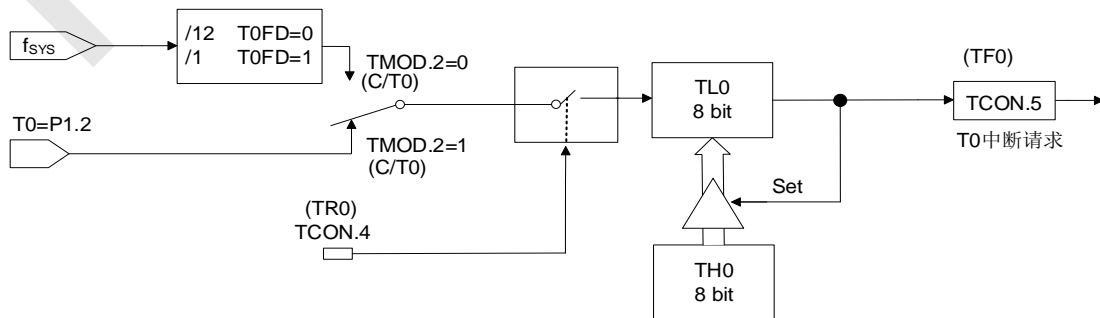 fSYS
/12 T0FD=0
/1 T0FD=1
TMOD.2=0
(C/T0)
T0=P1.2
TMOD.2=1
(C/T0)
(TR0)
TCON.4
TL0
8 bit
Set
TH0
8 bit
(TF0)
TCON.5
T0中断请求